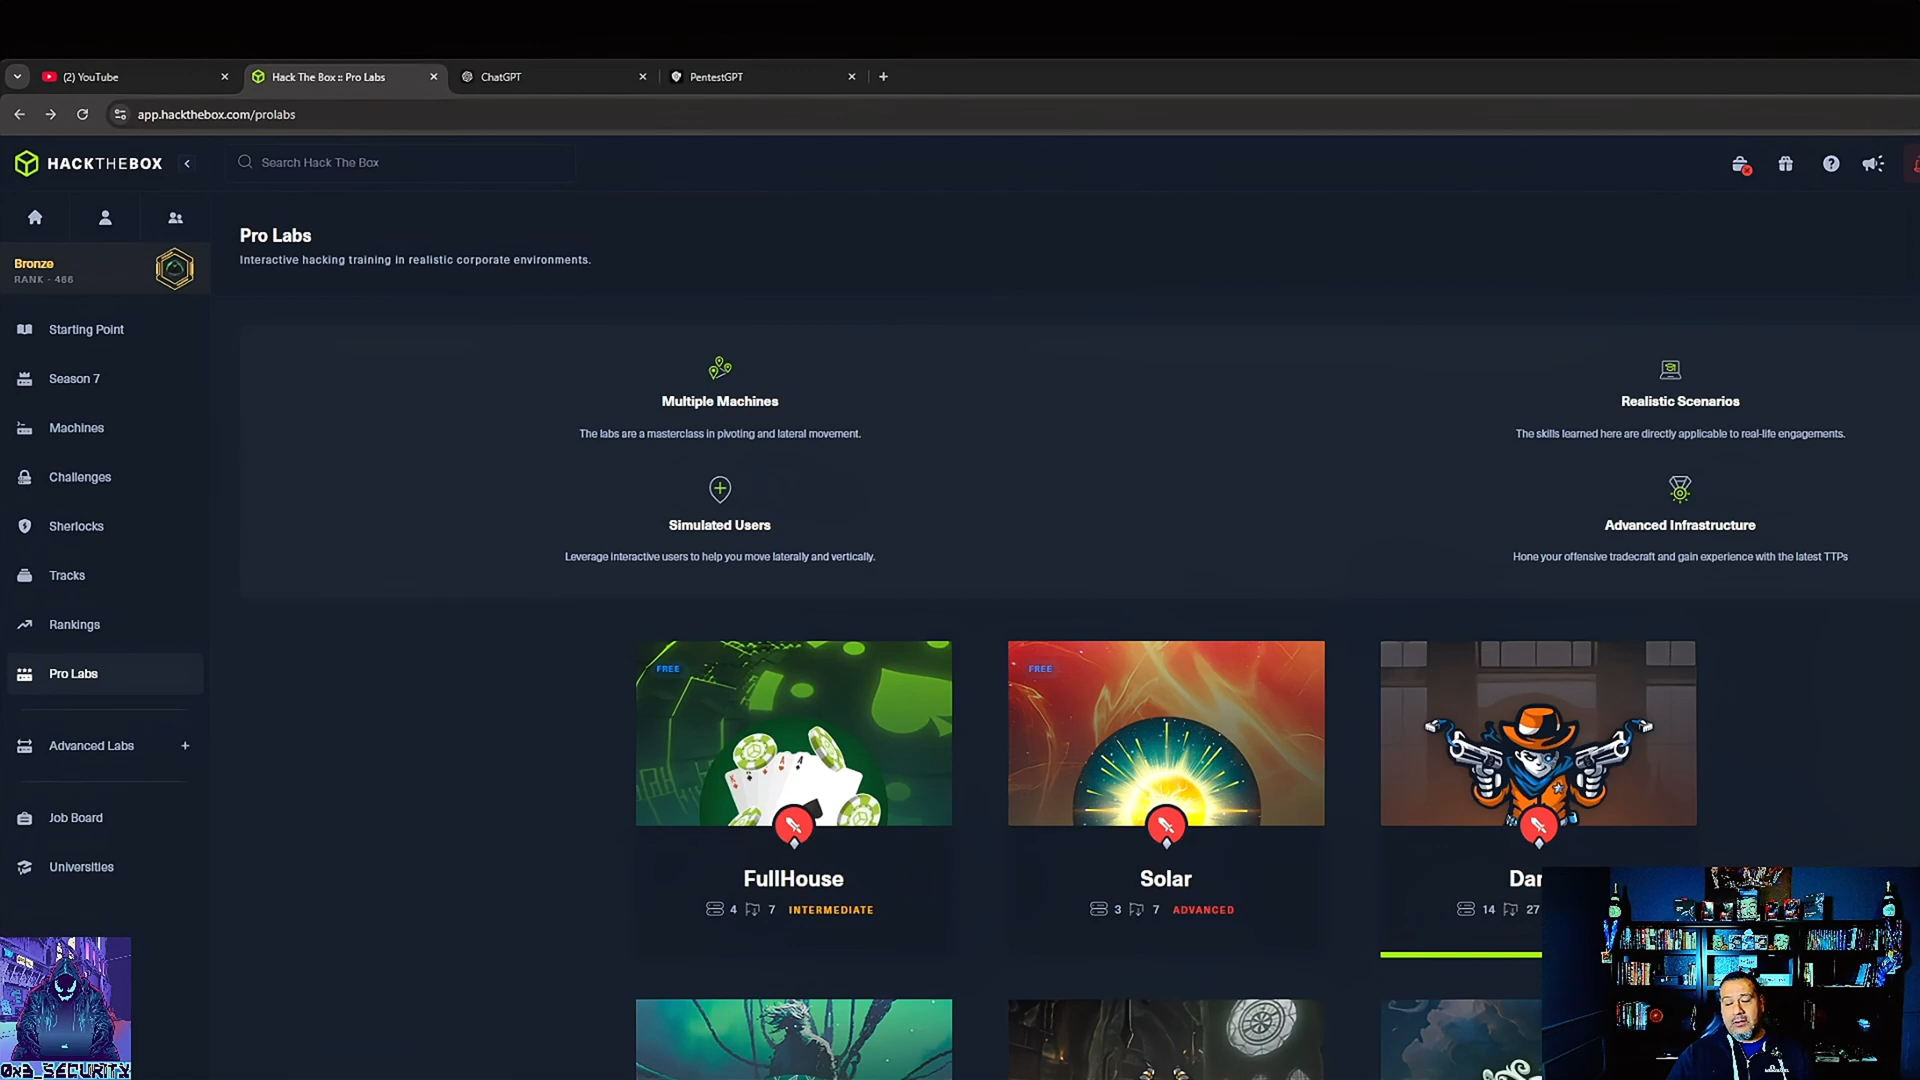 (2) YouTube
Hack The Box :: Pro Labs
ChatGPT
PentestGPT
app.hackthebox.com/prolabs
HACKTHEBOX
Search Hack The Box
Pro Labs
Interactive hacking training in realistic corporate environments.
Bronze
RANK - 466
Starting Point
Season 7
Machines
Challenges
Sherlocks
Tracks
Rankings
Pro Labs
Advanced Labs
Job Board
Universities
Multiple Machines
The labs are a masterclass in pivoting and lateral movement.
Realistic Scenarios
The skills learned here are directly applicable to real-life engagements.
Simulated Users
Leverage interactive users to help you move laterally and vertically.
Advanced Infrastructure
Hone your offensive tradecraft and gain experience with the latest TTPs
FREE
FREE
FullHouse
4 7 INTERMEDIATE
Solar
3 7 ADVANCED
Dan
14 27
0x3_SECURITY